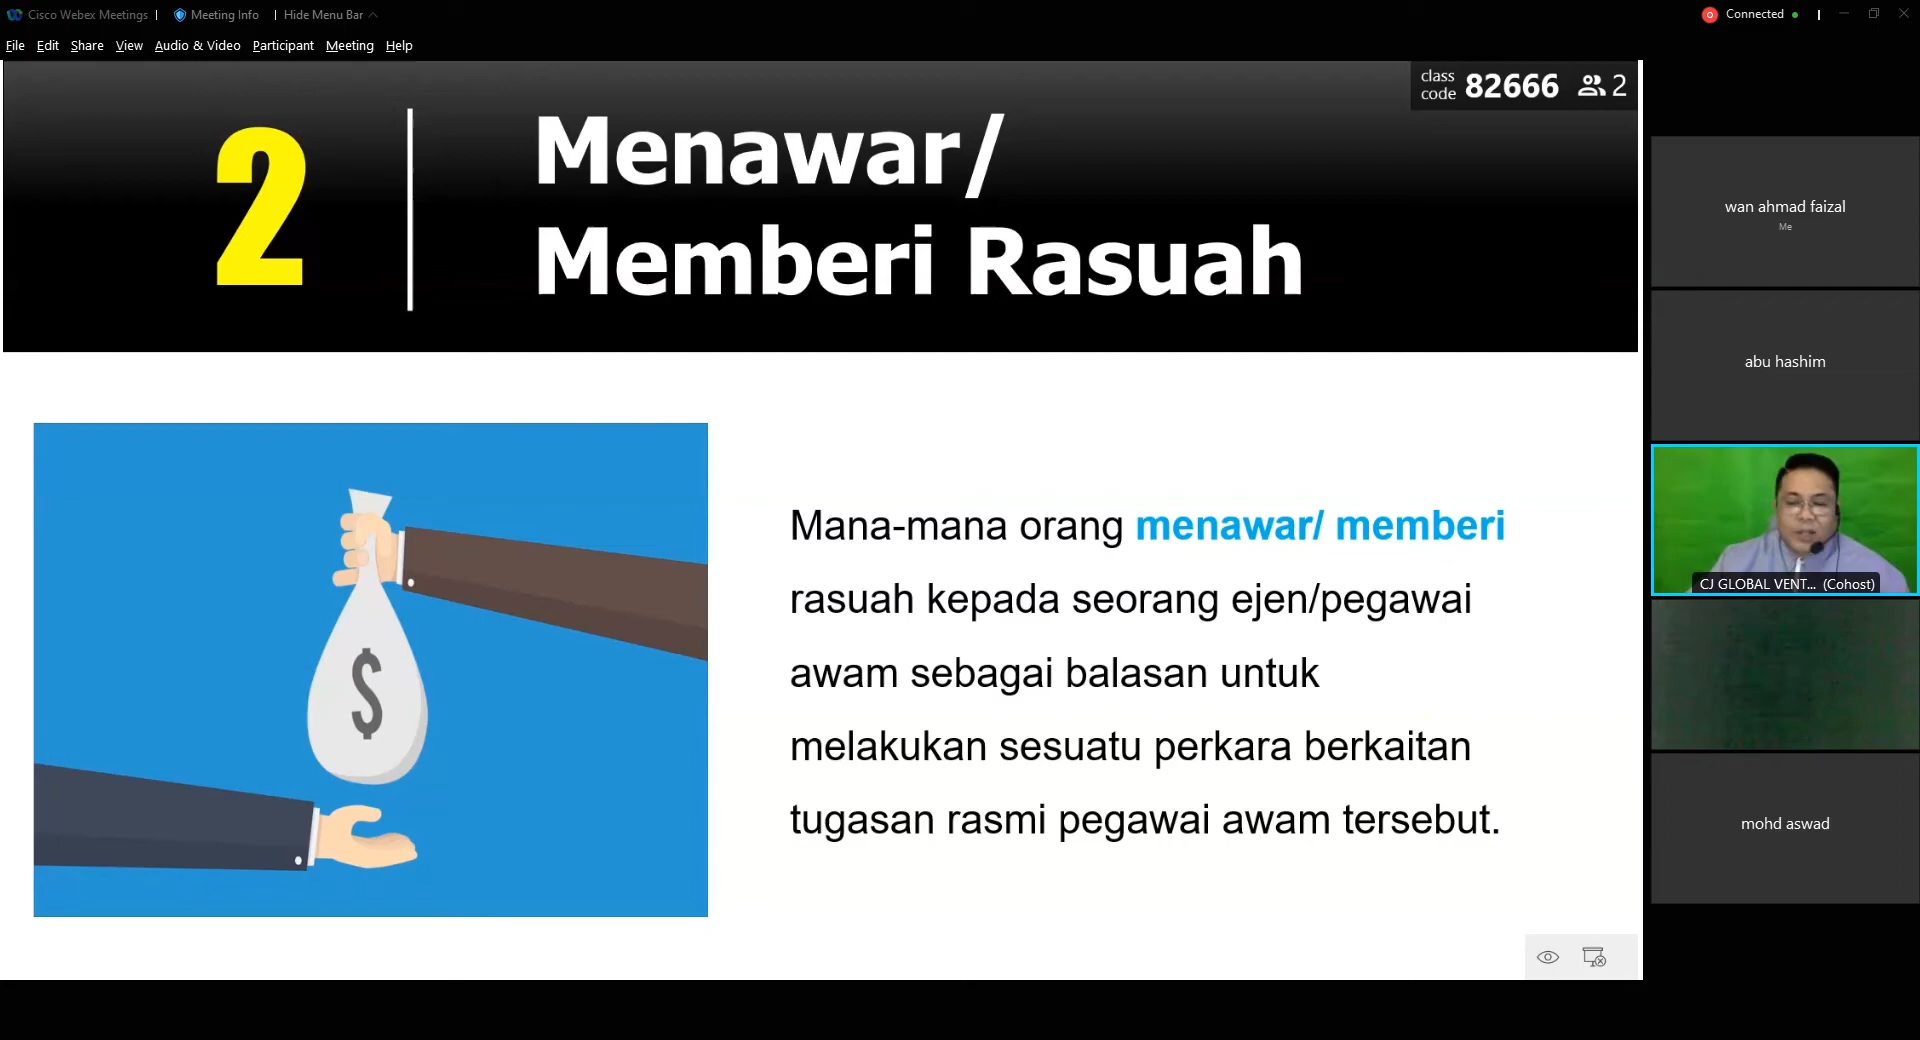 Cisco Webex Meetings | Meeting Info | Hide Menu Bar
Connected
File Edit Share View Audio & Video Participant Meeting Help
class code 82666 2
2
Menawar/
Memberi Rasuah
$
Mana-mana orang menawar/ memberi
rasuah kepada seorang ejen/pegawai
awam sebagai balasan untuk
melakukan sesuatu perkara berkaitan
tugasan rasmi pegawai awam tersebut.
wan ahmad faizal
Me
abu hashim
CJ GLOBAL VENT... (Cohost)
mohd aswad